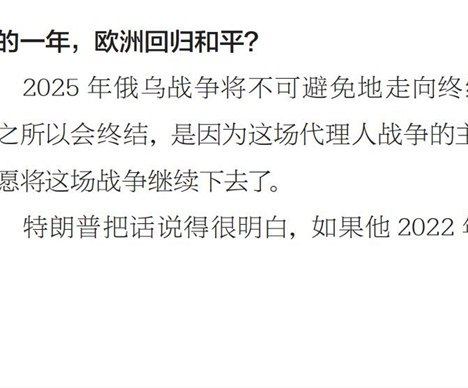 的一年，欧洲回归和平？
2025 年俄乌战争将不可避免地走向终
之所以会终结，是因为这场代理人战争的主
愿将这场战争继续下去了。
特朗普把话说得很明白，如果他 2022 年